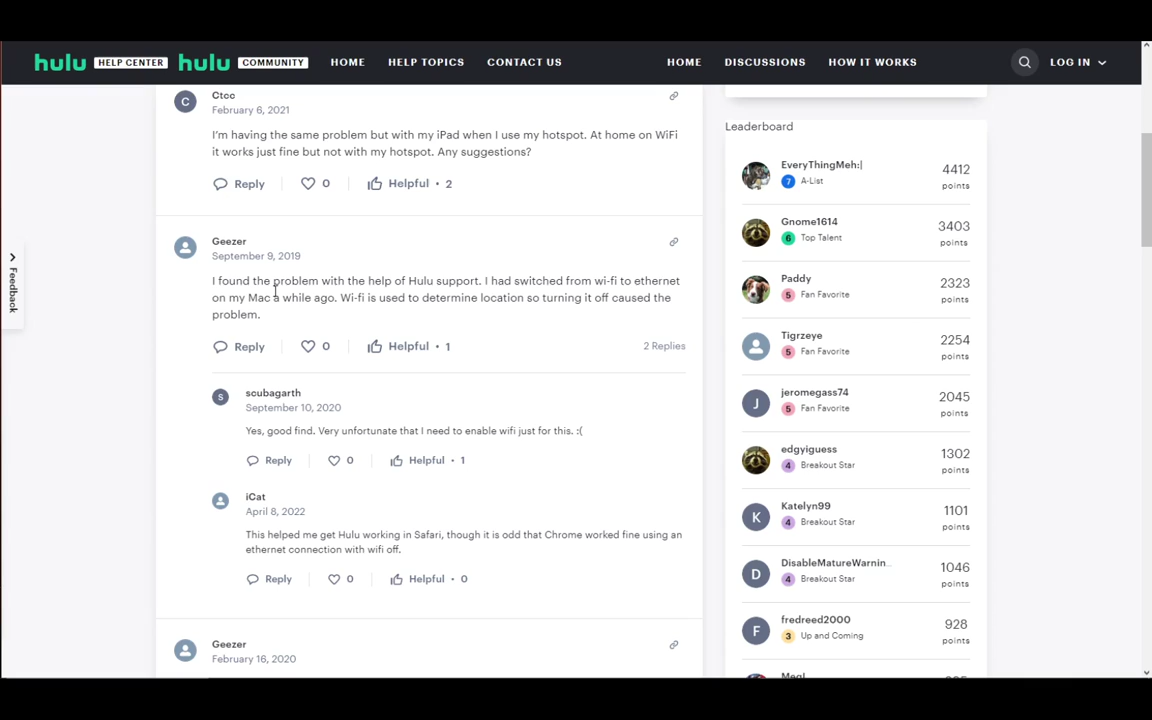 hulu HELP CENTER hulu COMMUNITY HOME HELP TOPICS CONTACT US HOME DISCUSSIONS HOW IT WORKS LOG IN
C Ctcc
February 6, 2021
I'm having the same problem but with my iPad when I use my hotspot. At home on WiFi
it works just fine but not with my hotspot. Any suggestions?
Reply 0 Helpful • 2
Geezer
September 9, 2019
I found the problem with the help of Hulu support. I had switched from wi-fi to ethernet
on my Mac a while ago. Wi-fi is used to determine location so turning it off caused the
problem.
Reply 0 Helpful • 1 2 Replies
S scubagarth
September 10, 2020
Yes, good find. Very unfortunate that I need to enable wifi just for this. :(
Reply 0 Helpful • 1
iCat
April 8, 2022
This helped me get Hulu working in Safari, though it is odd that Chrome worked fine using an
ethernet connection with wifi off.
Reply 0 Helpful • 0
Geezer
February 16, 2020
Feedback
Leaderboard
EveryThingMeh:| 4412
7 A-List points
Gnome1614 3403
6 Top Talent points
Paddy 2323
5 Fan Favorite points
Tigrzeye 2254
5 Fan Favorite points
J jeromegass74 2045
5 Fan Favorite points
edgyiguess 1302
4 Breakout Star points
K Katelyn99 1101
4 Breakout Star points
D DisableMatureWarnin... 1046
4 Breakout Star points
F fredreed2000 928
3 Up and Coming points